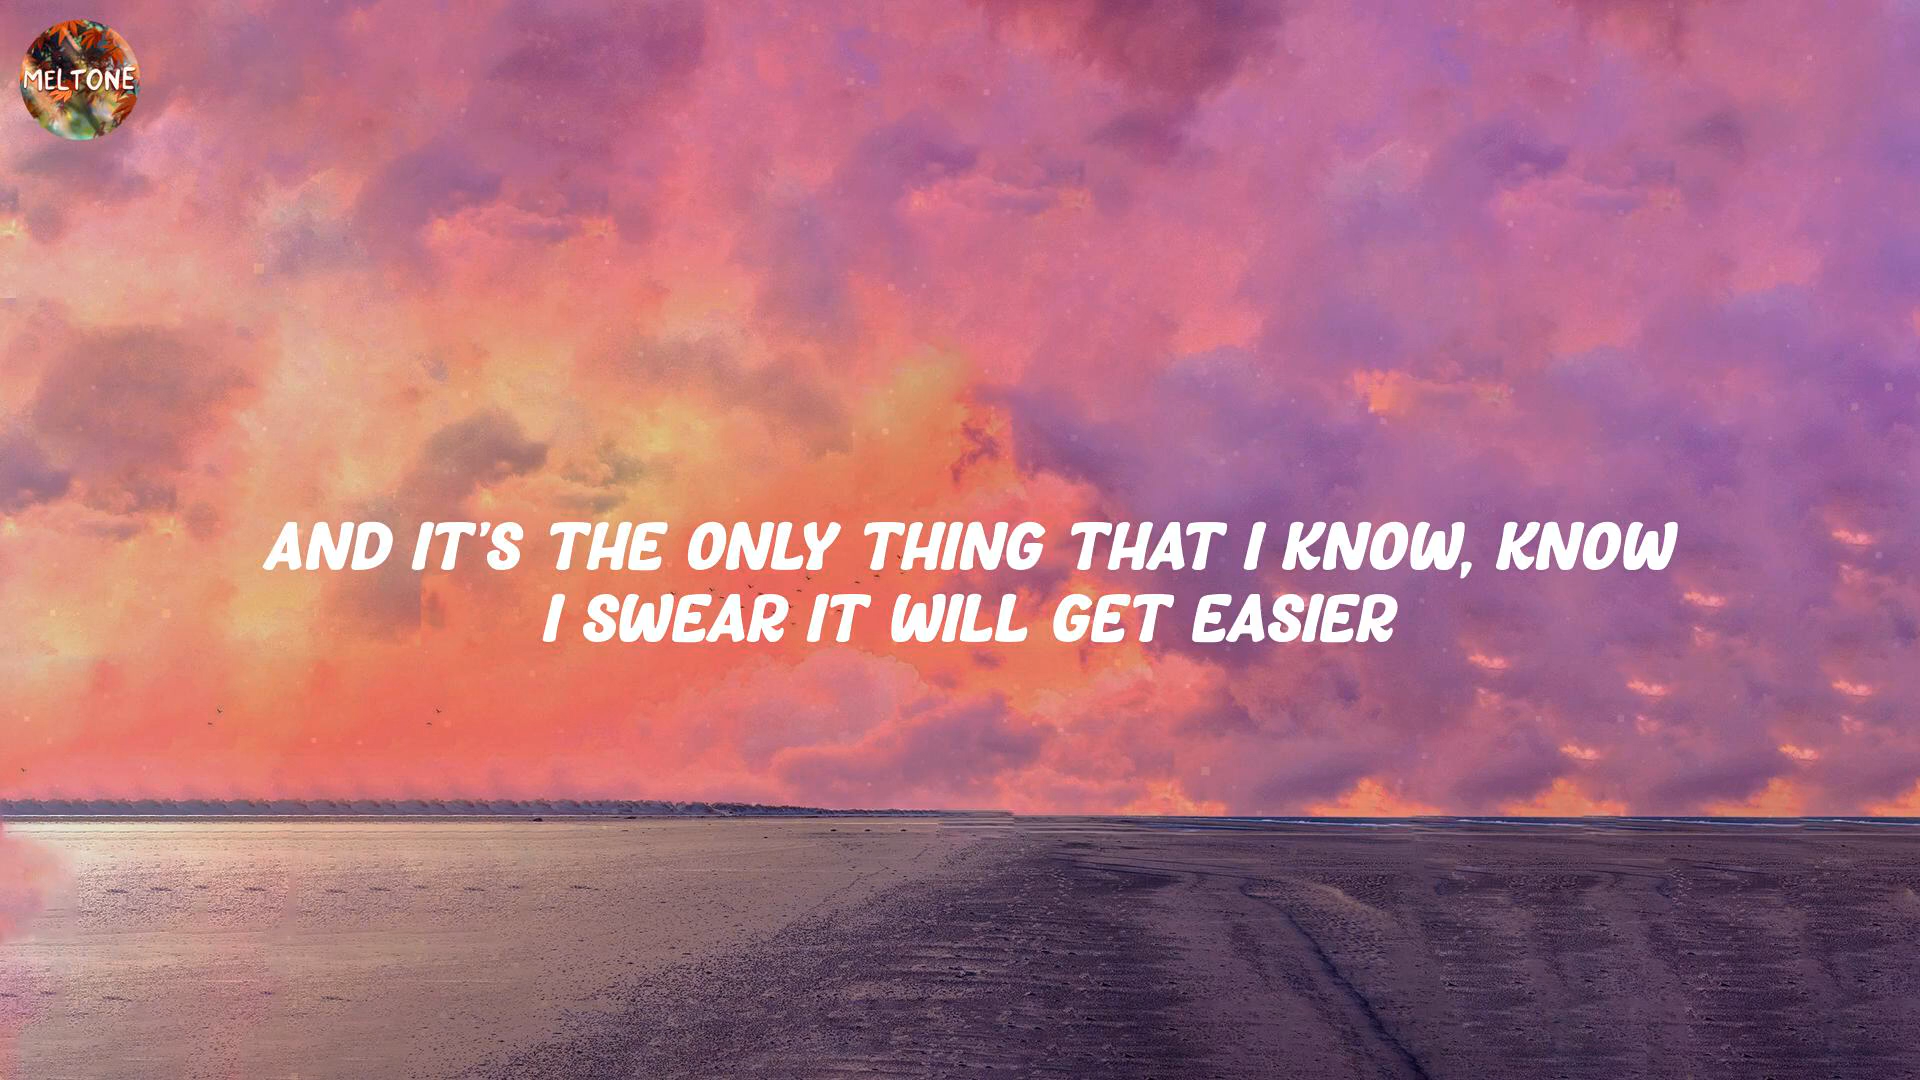 MELTONE
AND IT'S THE ONLY THING THAT I KNOW, KNOW
I SWEAR IT WILL GET EASIER